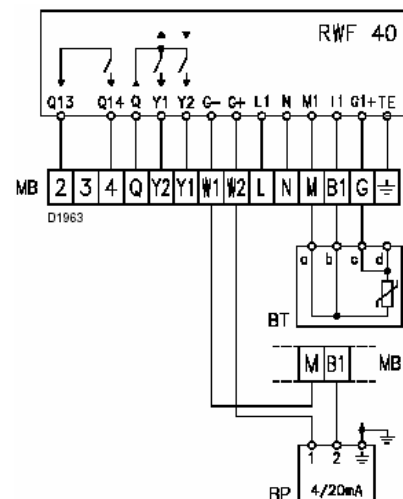 RWF 40
Q13 Q14 Q Y1 Y2 G- G+ L1 N M1 I1 G1+ TE
MB 2 3 4 Q Y2 Y1 W1 W2 L N M B1 G
D1963
a b c d
BT
M B1 MB
1 2
BP 4/20mA